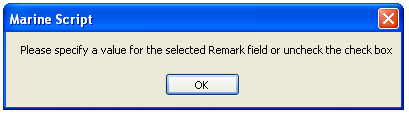 Marine Script
Please specify a value for the selected Remark field or uncheck the check box
OK